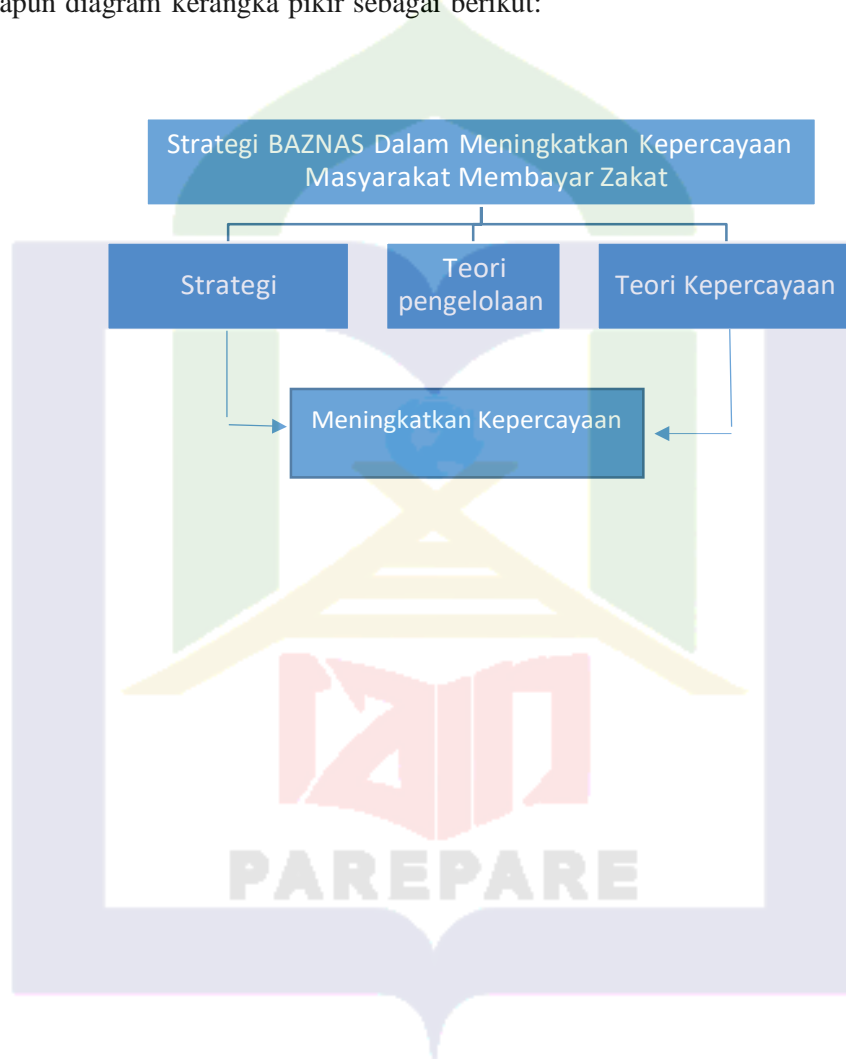 apun diagram kerangka pikir sebagai berikut:
Strategi BAZNAS Dalam Meningkatkan Kepercayaan
Masyarakat Membayar Zakat
Strategi
Teori
pengelolaan
Teori Kepercayaan
Meningkatkan Kepercayaan
iain
PAREPARE